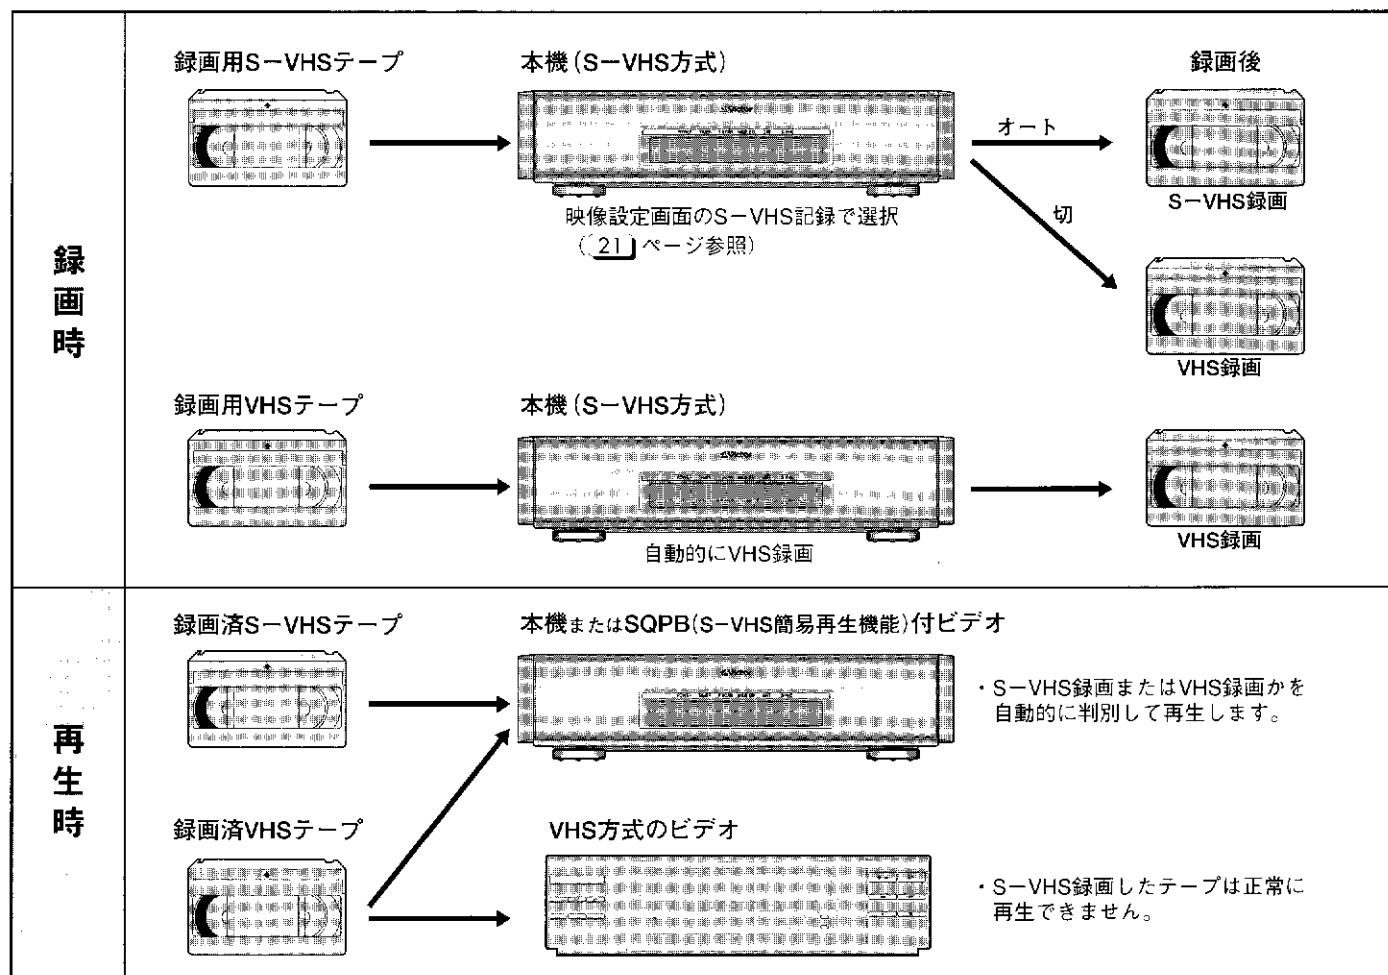 録画時
録画用S－VHSテープ
本機(S－VHS方式)
録画後
Victor
オート
S－VHS録画
映像設定画面のS－VHS記録で選択
(21ページ参照)
切
VHS録画
録画用VHSテープ
本機(S－VHS方式)
Victor
自動的にVHS録画
VHS録画
再生時
録画済S－VHSテープ
本機またはSQPB(S－VHS簡易再生機能)付ビデオ
Victor
・S－VHS録画またはVHS録画かを
自動的に判別して再生します。
録画済VHSテープ
VHS方式のビデオ
・S－VHS録画したテープは正常に
再生できません。